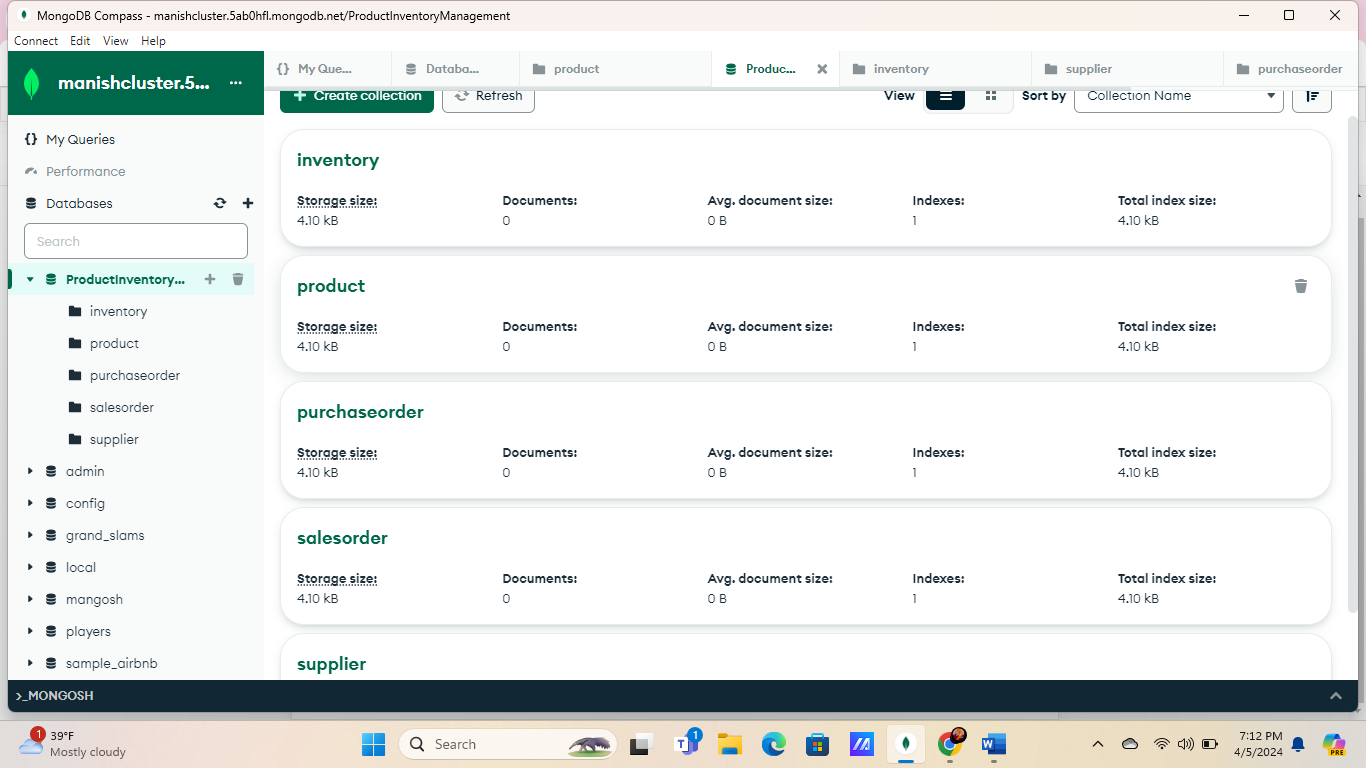 MongoDB Compass - manishcluster.5ab0hfl.mongodb.net/ProductInventoryManagement
Connect Edit View Help
manishcluster.5... ...
{} My Que... Databa... product Produc... inventory supplier purchaseorder
+ Create collection Refresh View Sort by Collection Name
{} My Queries
Performance
Databases
Search
ProductInventory...
inventory
product
purchaseorder
salesorder
supplier
admin
config
grand_slams
local
mangosh
players
sample_airbnb
inventory
Storage size: Documents: Avg. document size: Indexes: Total index size:
4.10 kB 0 0 B 1 4.10 kB
product
Storage size: Documents: Avg. document size: Indexes: Total index size:
4.10 kB 0 0 B 1 4.10 kB
purchaseorder
Storage size: Documents: Avg. document size: Indexes: Total index size:
4.10 kB 0 0 B 1 4.10 kB
salesorder
Storage size: Documents: Avg. document size: Indexes: Total index size:
4.10 kB 0 0 B 1 4.10 kB
supplier
>_MONGOSH
1
39°F
Mostly cloudy
Search
1
7:12 PM
4/5/2024
PRE